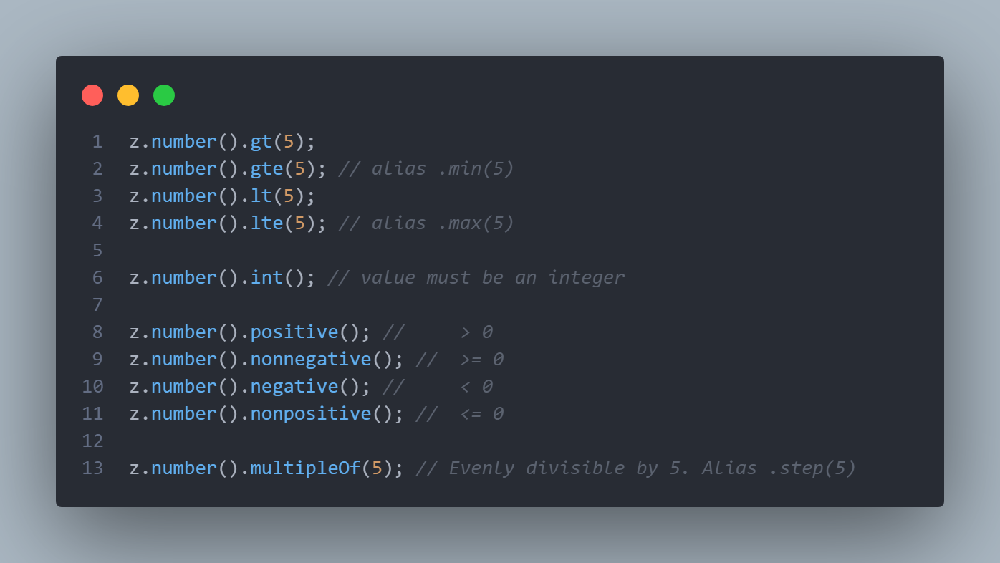 1 z.number().gt(5);
2 z.number().gte(5); // alias .min(5)
3 z.number().lt(5);
4 z.number().lte(5); // alias .max(5)
5
6 z.number().int(); // value must be an integer
7
8 z.number().positive(); //     > 0
9 z.number().nonnegative(); //  >= 0
10 z.number().negative(); //     < 0
11 z.number().nonpositive(); //  <= 0
12
13 z.number().multipleOf(5); // Evenly divisible by 5. Alias .step(5)